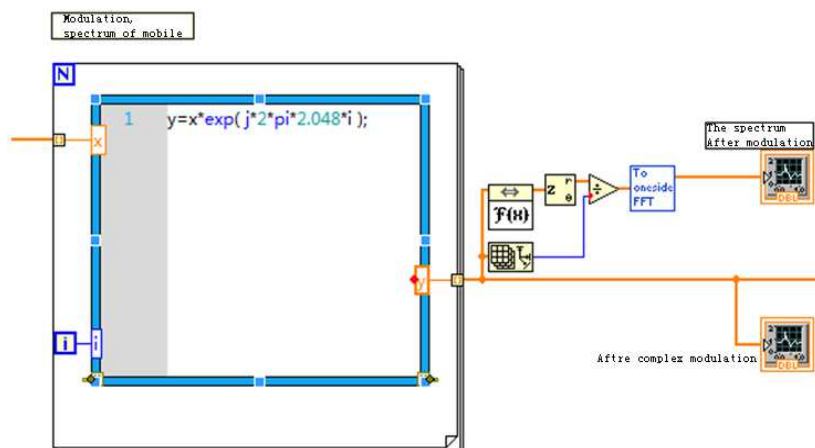 Modulation,
spectrum of mobile
N
1 y=x*exp( j*2*pi*2.048*i );
x
The spectrum
After modulation
To
oneside
FFT
z r
θ
÷
F(x)
DBL
y
i i
Aftre complex modulation
DBL